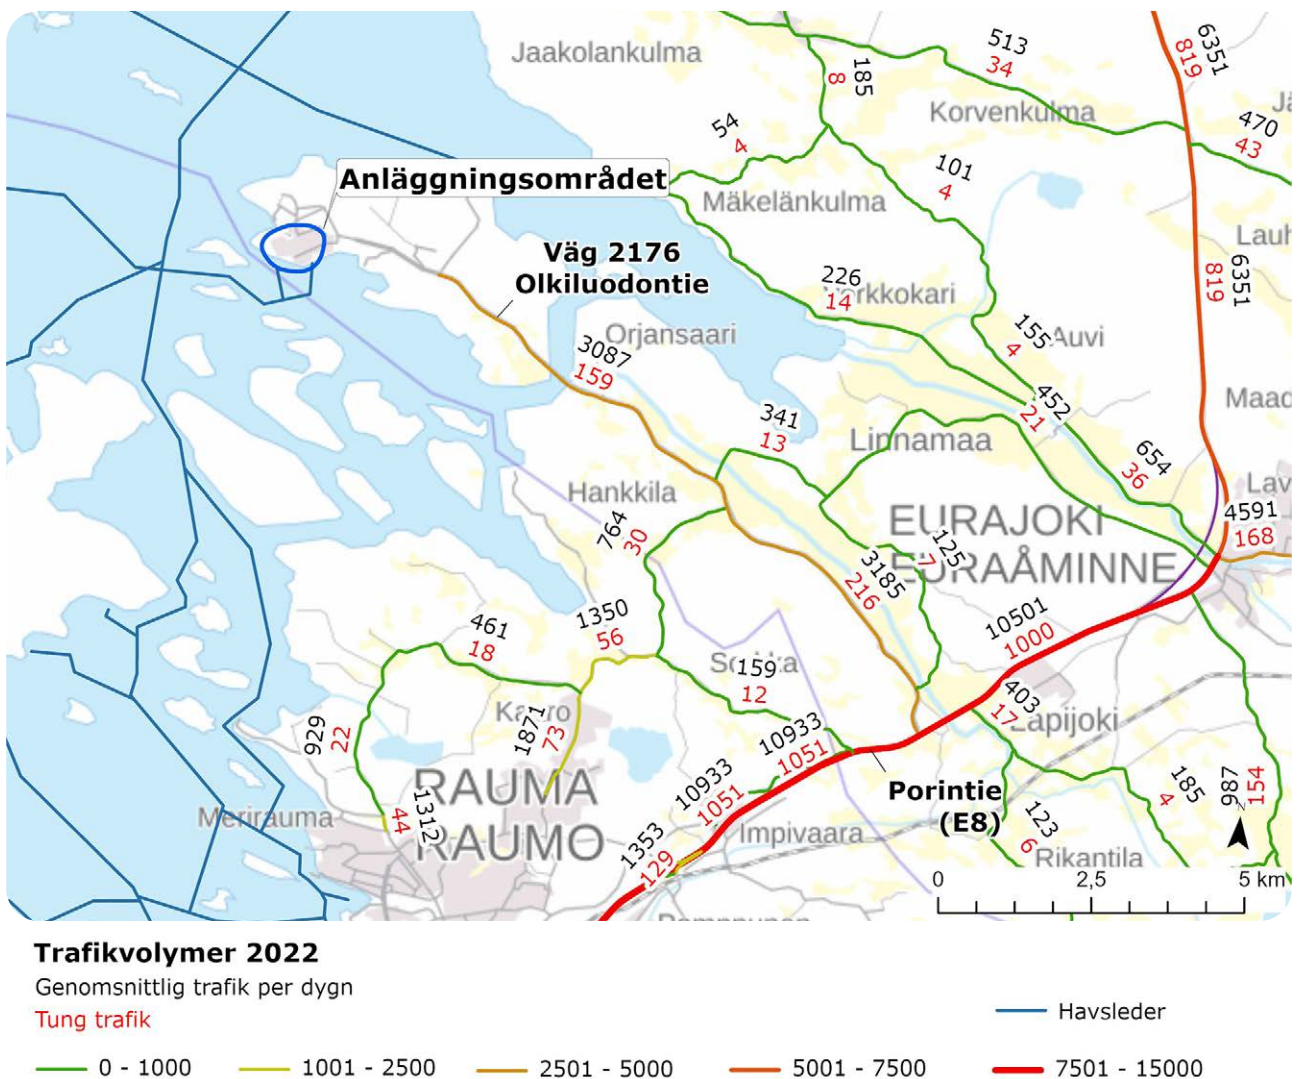 Jaakolankulma
513
34
6351
819
185
8
Korvenkulma
470
43
54
4
101
4
Anläggningsområdet
Mäkelänkulma
Väg 2176
Olkiluodontie
226
14
6351
819
Orjansaari
3087
159
155
4
Auvi
452
21
341
13
Linnamaa
654
36
Hankkila
764
30
EURAJOKI
EURAÅMINNE
4591
168
125
7
3185
216
1350
56
10501
1000
461
18
159
12
403
17
Lapijoki
929
22
1871
73
10933
1051
10933
1051
Porintie
(E8)
RAUMA
RAUMO
Merirauma
1312
44
1353
129
Impivaara
123
6
185
4
987
154
Rikantila
0 2,5 5 km
Trafikvolymer 2022
Genomsnittlig trafik per dygn
Tung trafik
Havsleder
0 - 1000 1001 - 2500 2501 - 5000 5001 - 7500 7501 - 15000